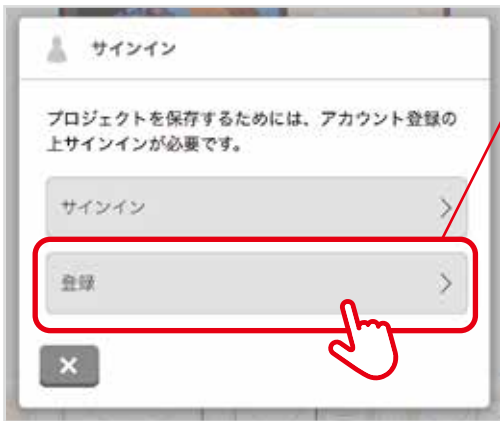 サインイン
プロジェクトを保存するためには、アカウント登録の
上サインインが必要です。
サインイン
登録